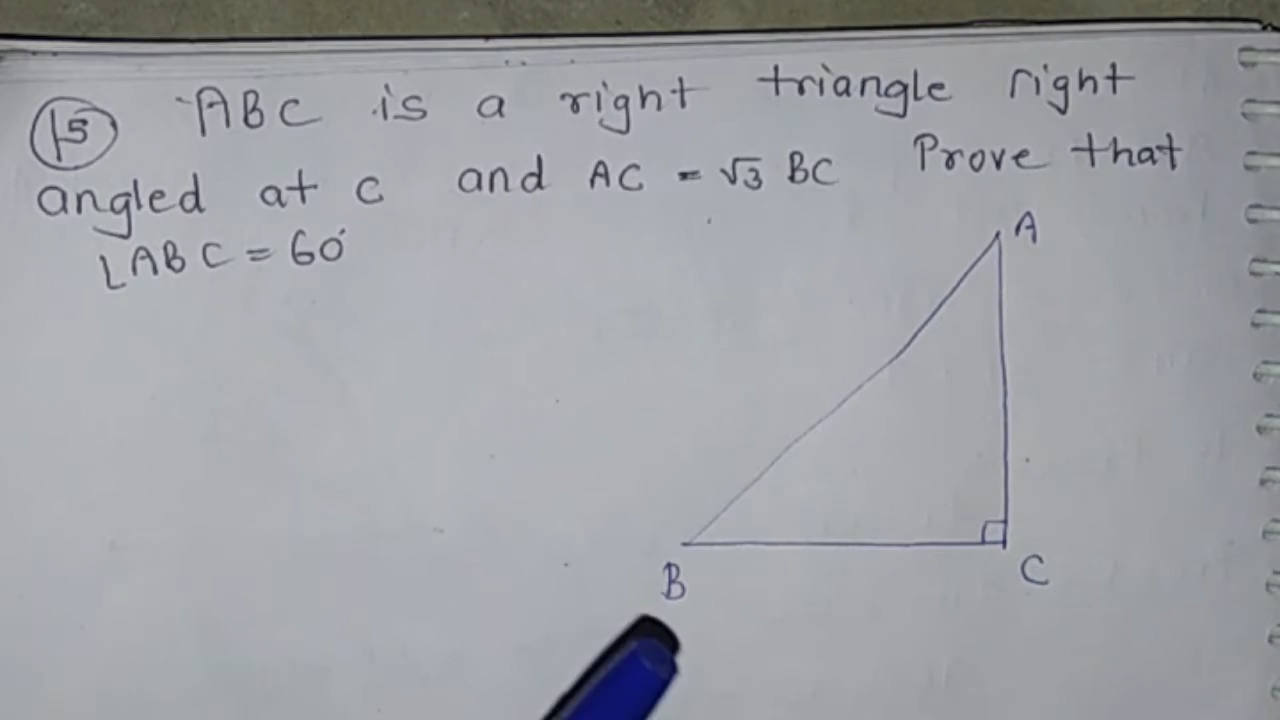 15 ABC is a right triangle right
angled at C and AC = √3 BC Prove that
∠ABC = 60°
A
B
C